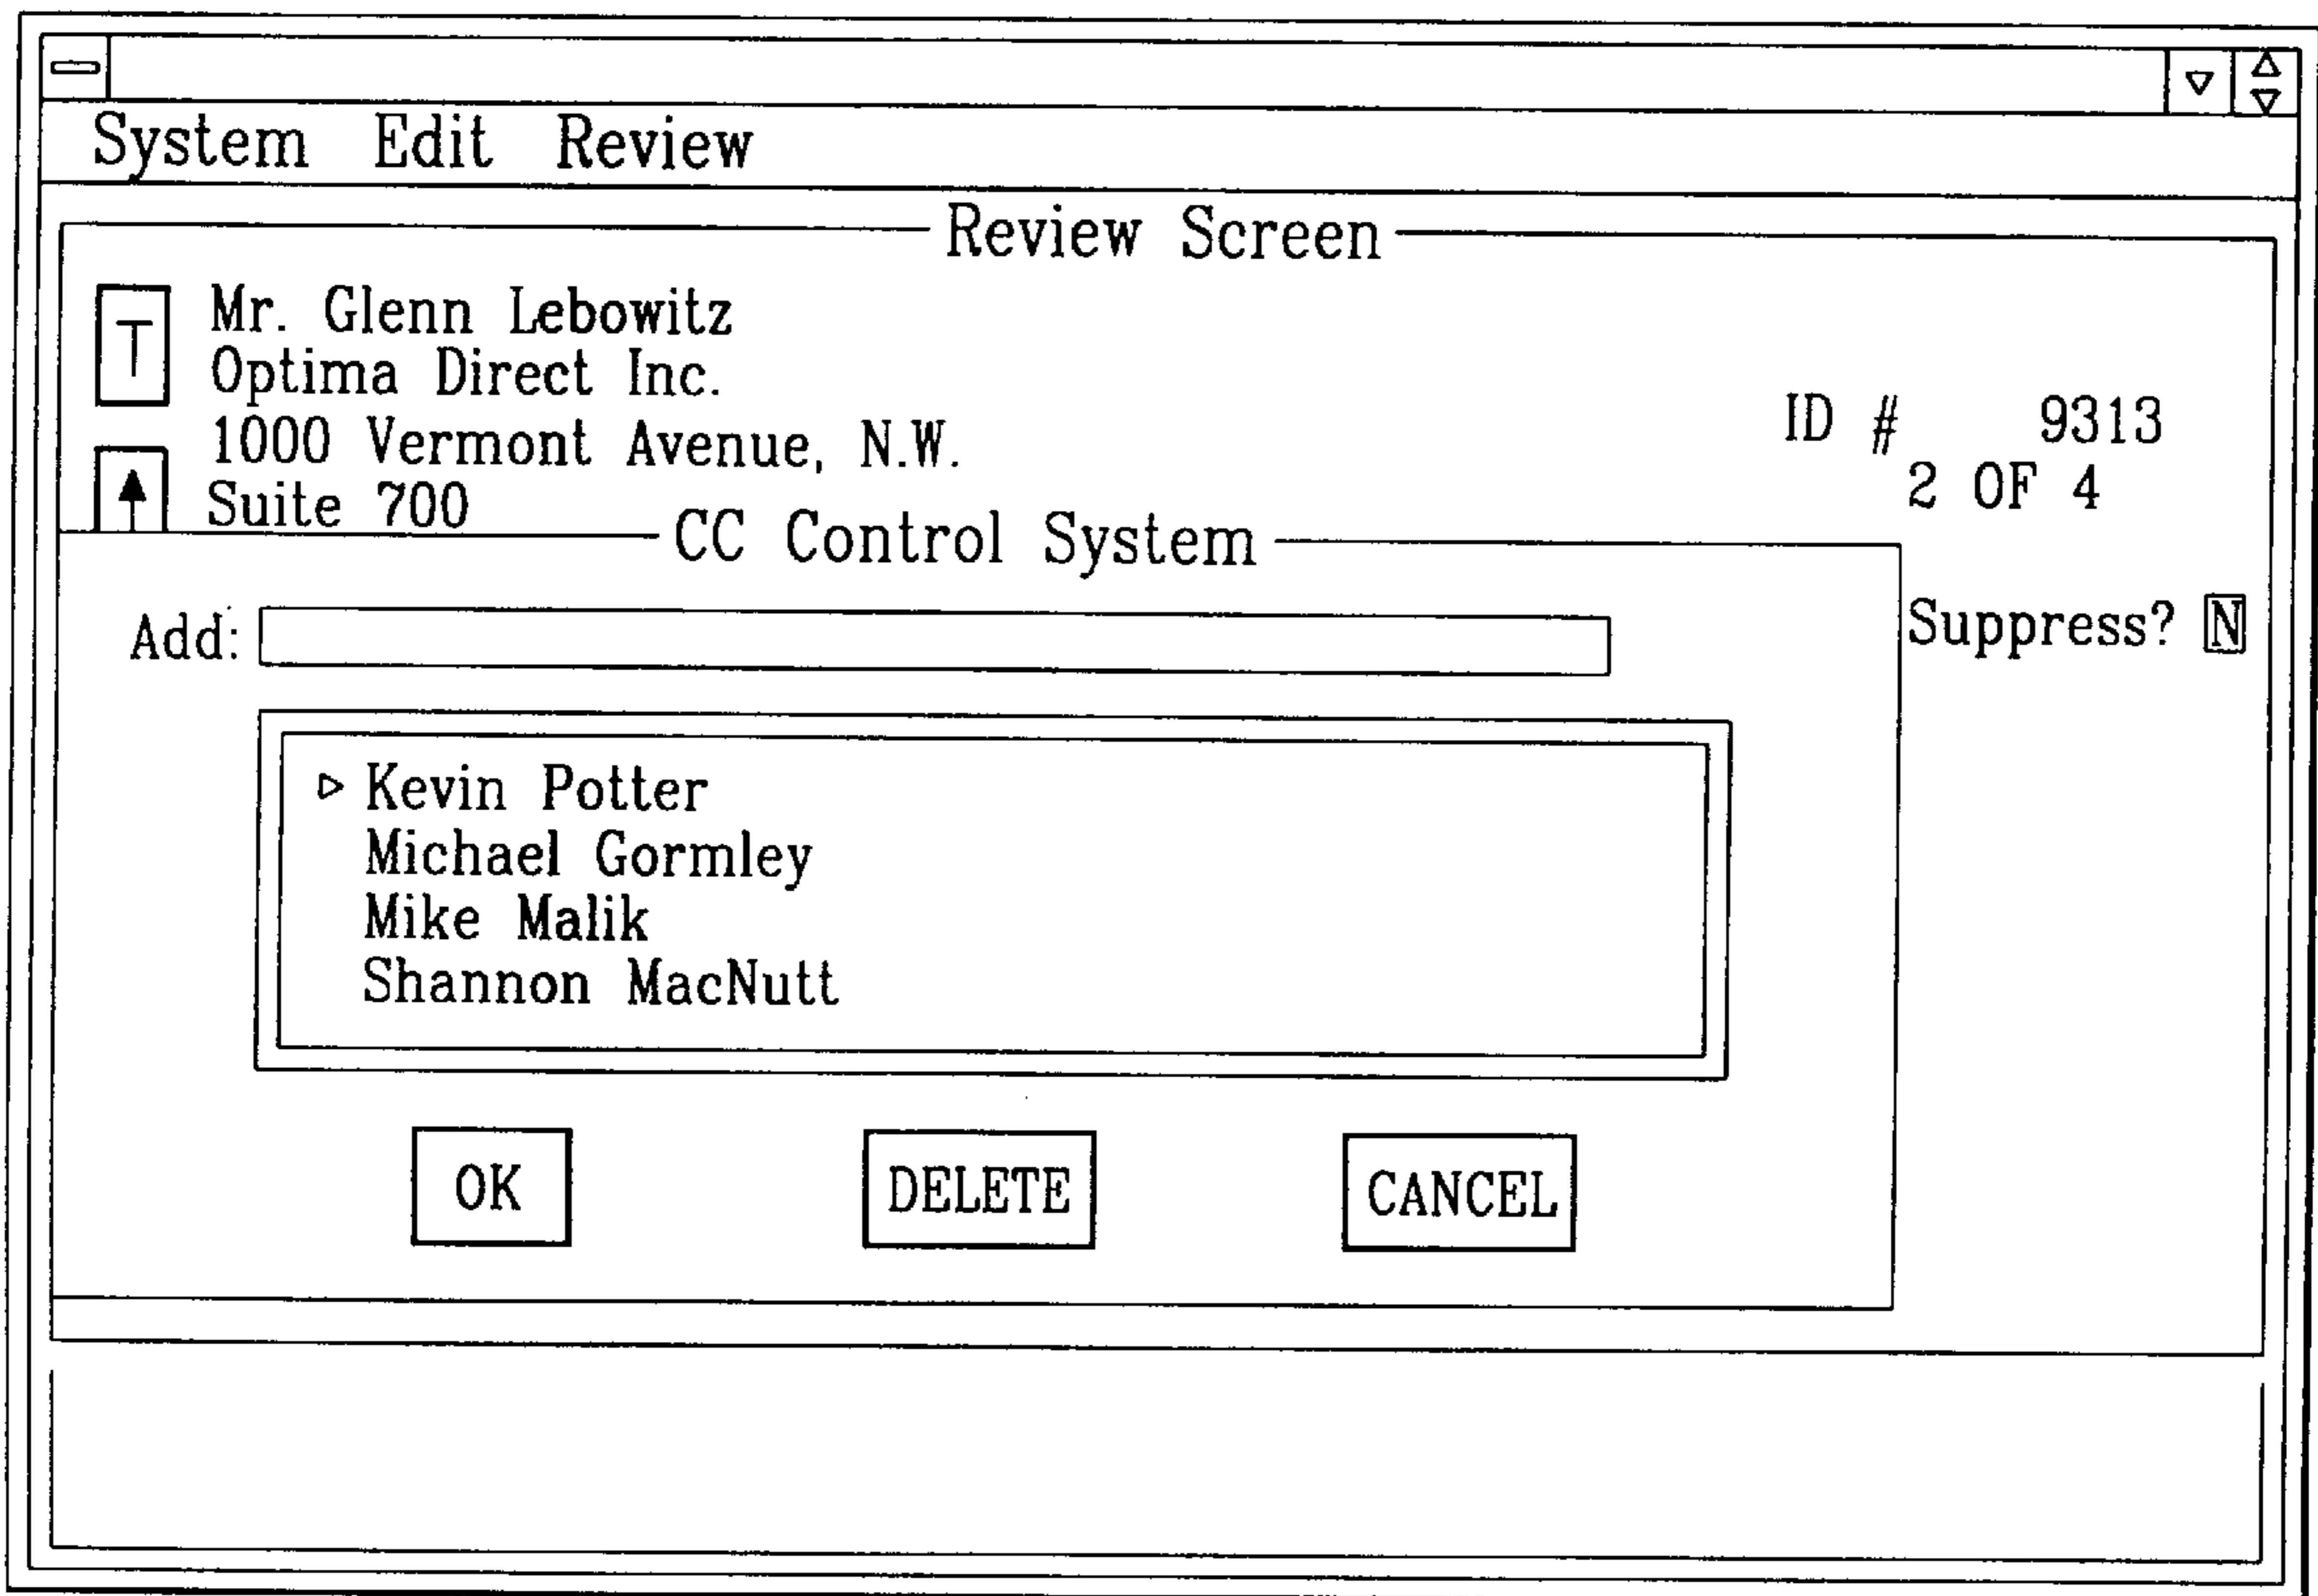 System Edit Review
Review Screen
T
Mr. Glenn Lebowitz
Optima Direct Inc.
1000 Vermont Avenue, N.W.
Suite 700
ID # 9313
2 OF 4
CC Control System
Add:
Suppress? N
Kevin Potter
Michael Gormley
Mike Malik
Shannon MacNutt
OK DELETE CANCEL